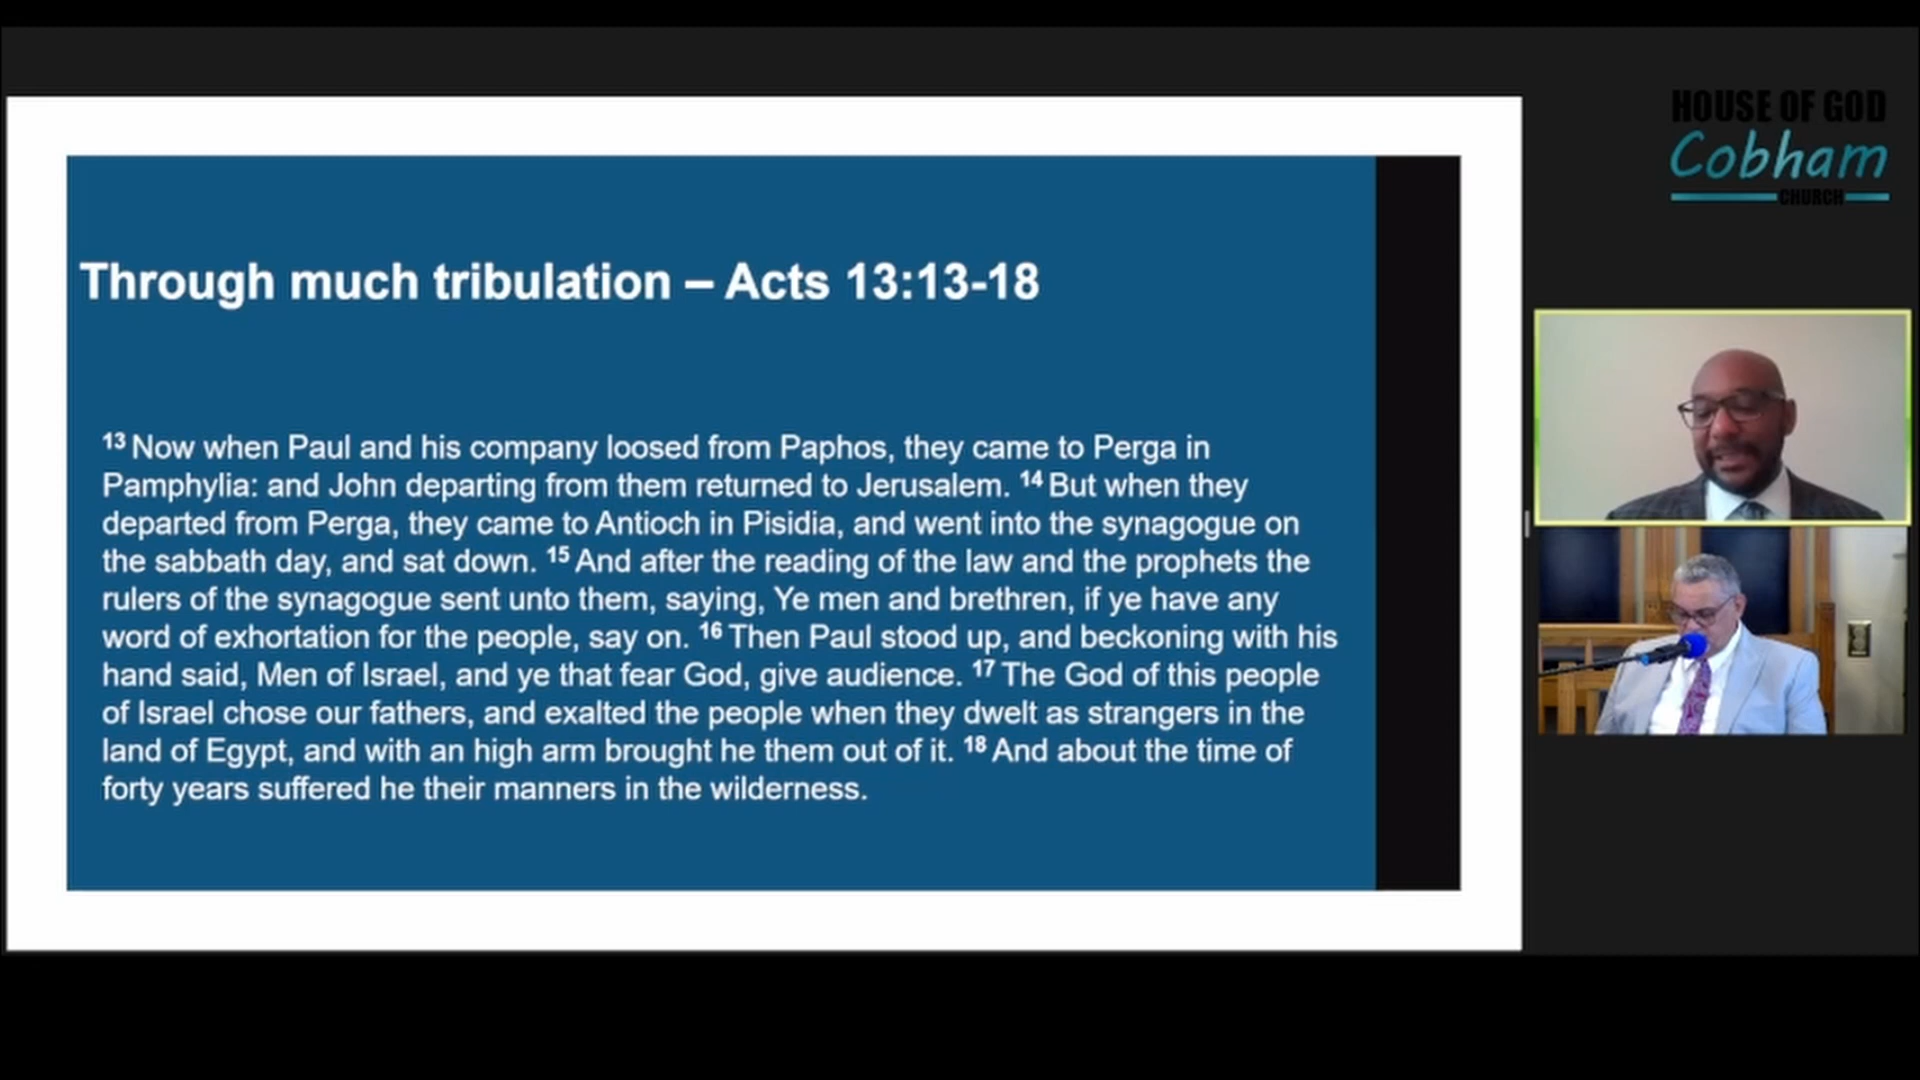 HOUSE OF GOD
Cobham
CHURCH
Through much tribulation – Acts 13:13-18
13 Now when Paul and his company loosed from Paphos, they came to Perga in
Pamphylia: and John departing from them returned to Jerusalem. 14 But when they
departed from Perga, they came to Antioch in Pisidia, and went into the synagogue on
the sabbath day, and sat down. 15 And after the reading of the law and the prophets the
rulers of the synagogue sent unto them, saying, Ye men and brethren, if ye have any
word of exhortation for the people, say on. 16 Then Paul stood up, and beckoning with his
hand said, Men of Israel, and ye that fear God, give audience. 17 The God of this people
of Israel chose our fathers, and exalted the people when they dwelt as strangers in the
land of Egypt, and with an high arm brought he them out of it. 18 And about the time of
forty years suffered he their manners in the wilderness.